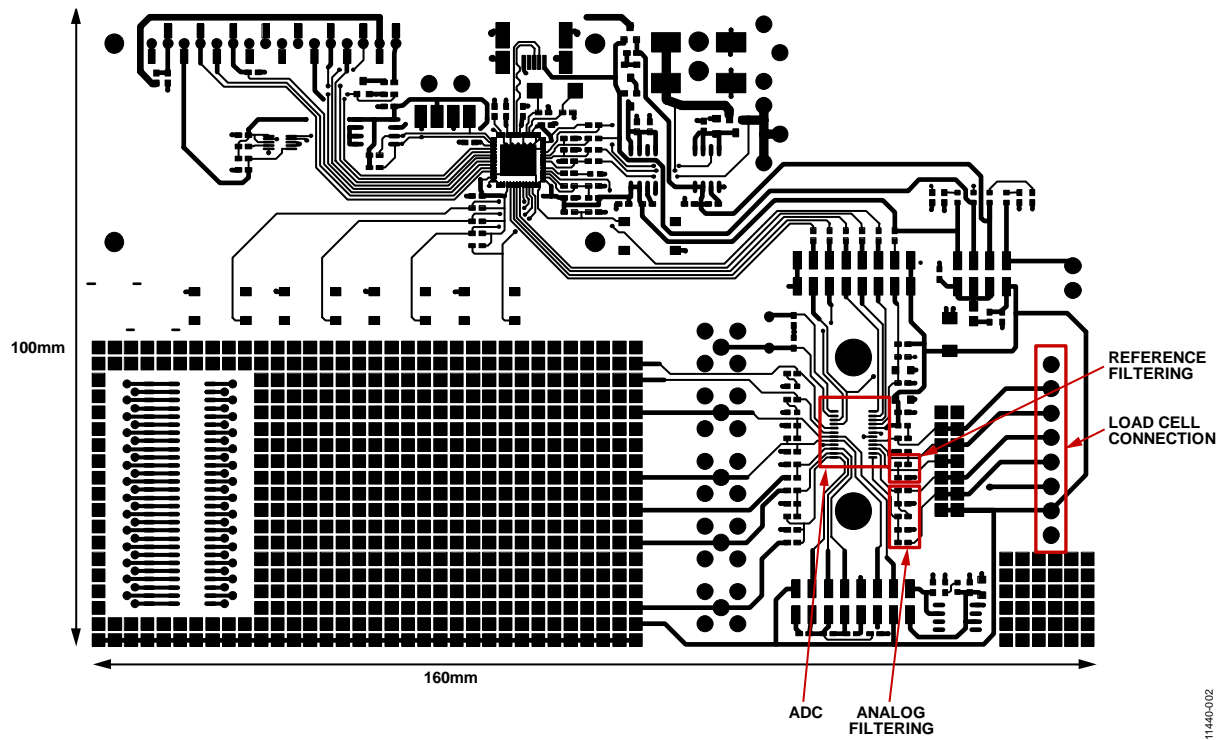 100mm
REFERENCE
FILTERING
LOAD CELL
CONNECTION
160mm
ADC
ANALOG
FILTERING
11440-002